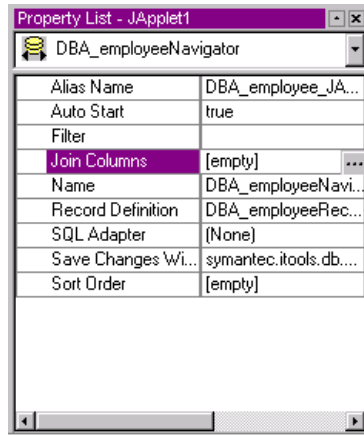 Property List - JApplet1
DBA_employeeNavigator
Alias Name DBA_employee_JA...
Auto Start true
Filter
Join Columns [empty] ...
Name DBA_employeeNavi...
Record Definition DBA_employeeRec...
SQL Adapter (None)
Save Changes Wi... symantec.itools.db....
Sort Order [empty]